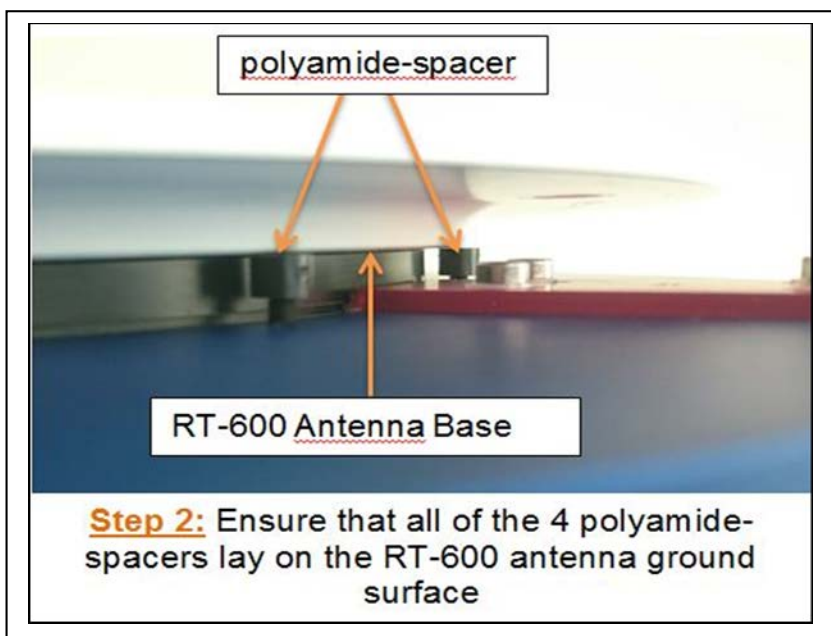 polyamide-spacer
RT-600 Antenna Base
Step 2: Ensure that all of the 4 polyamide-
spacers lay on the RT-600 antenna ground
surface